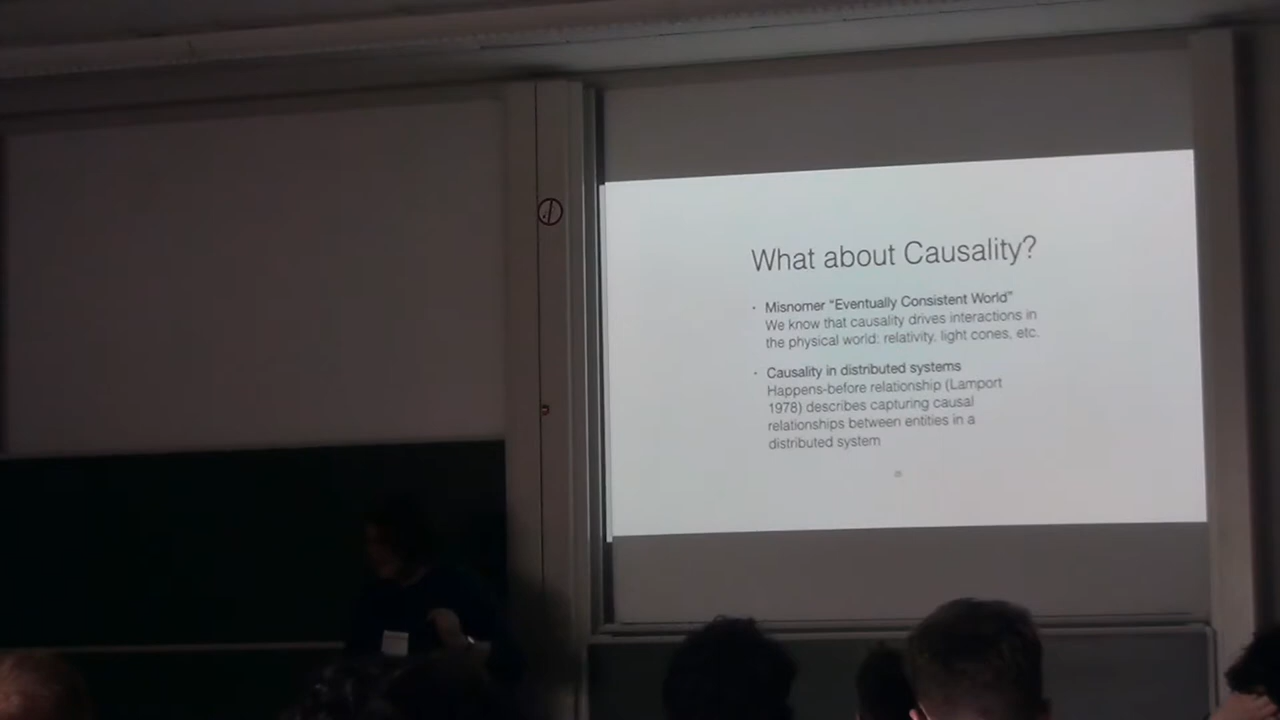 What about Causality?
• Misnomer "Eventually Consistent World"
We know that causality drives interactions in
the physical world: relativity, light cones, etc.
• Causality in distributed systems
Happens-before relationship (Lamport
1978) describes capturing causal
relationships between entities in a
distributed system